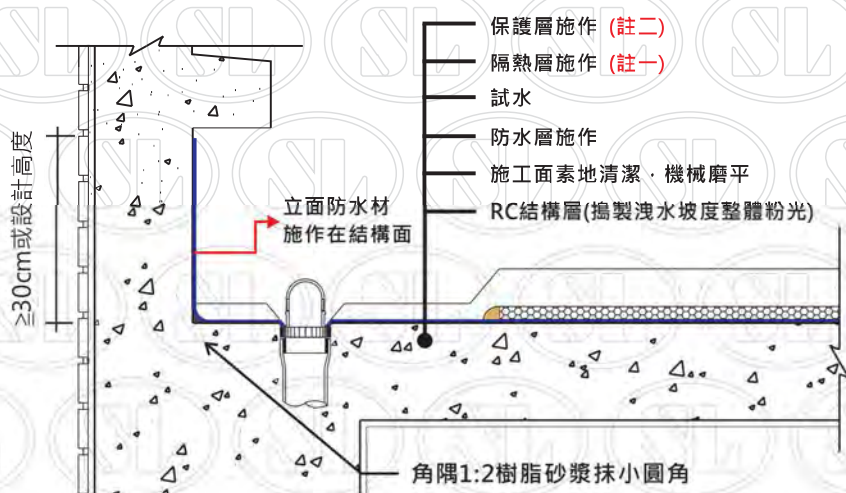 保護層施作 (註二)
隔熱層施作 (註一)
試水
防水層施作
施工面素地清潔，機械磨平
RC結構層(搗製洩水坡度整體粉光)
立面防水材
施作在結構面
≥30cm或設計高度
角隅1:2樹脂砂漿抹小圓角
SL